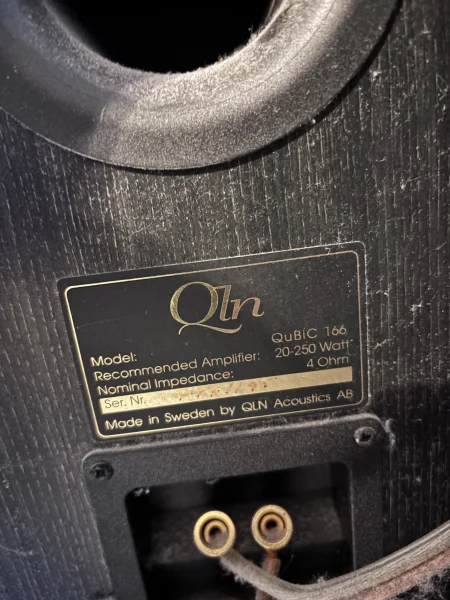 Qln
Model: QuBiC 166
Recommended Amplifier: 20-250 Watt
Nominal Impedance: 4 Ohm
Ser. Nr.
Made in Sweden by QLN Acoustics AB